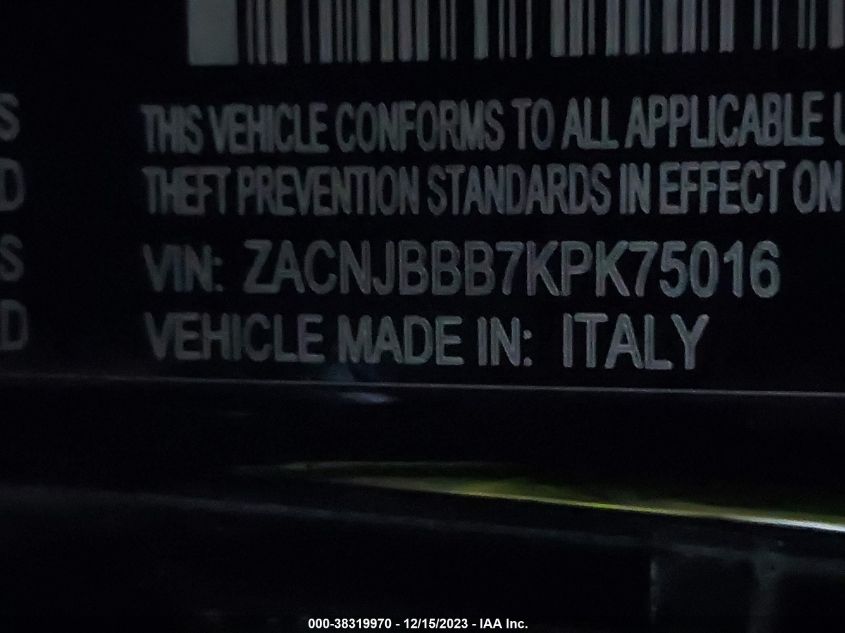 THIS VEHICLE CONFORMS TO ALL APPLICABLE U
THEFT PREVENTION STANDARDS IN EFFECT ON
VIN: ZACNJBBB7KPK75016
VEHICLE MADE IN: ITALY
S
D
S
D
000-38319970 - 12/15/2023 - IAA Inc.